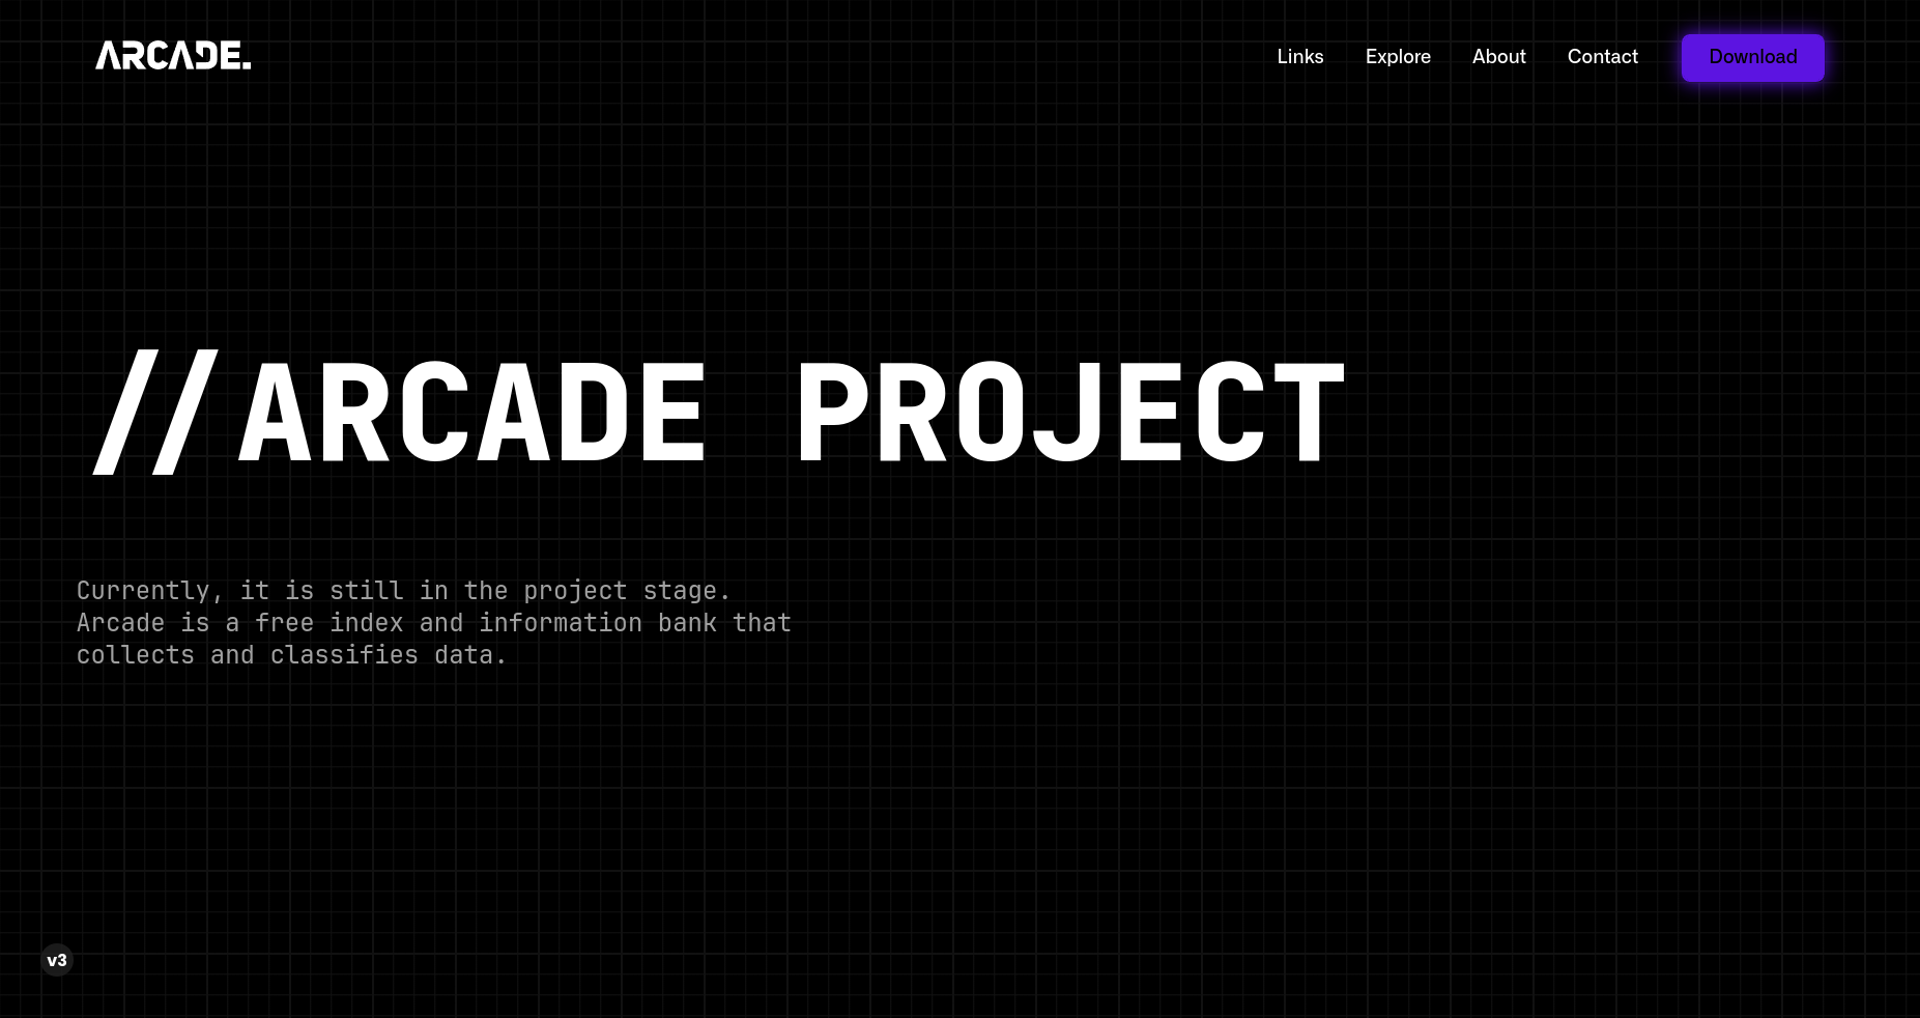 ARCADE.
Links
Explore
About
Contact
Download
//ARCADE PROJECT
Currently, it is still in the project stage.
Arcade is a free index and information bank that
collects and classifies data.
v3